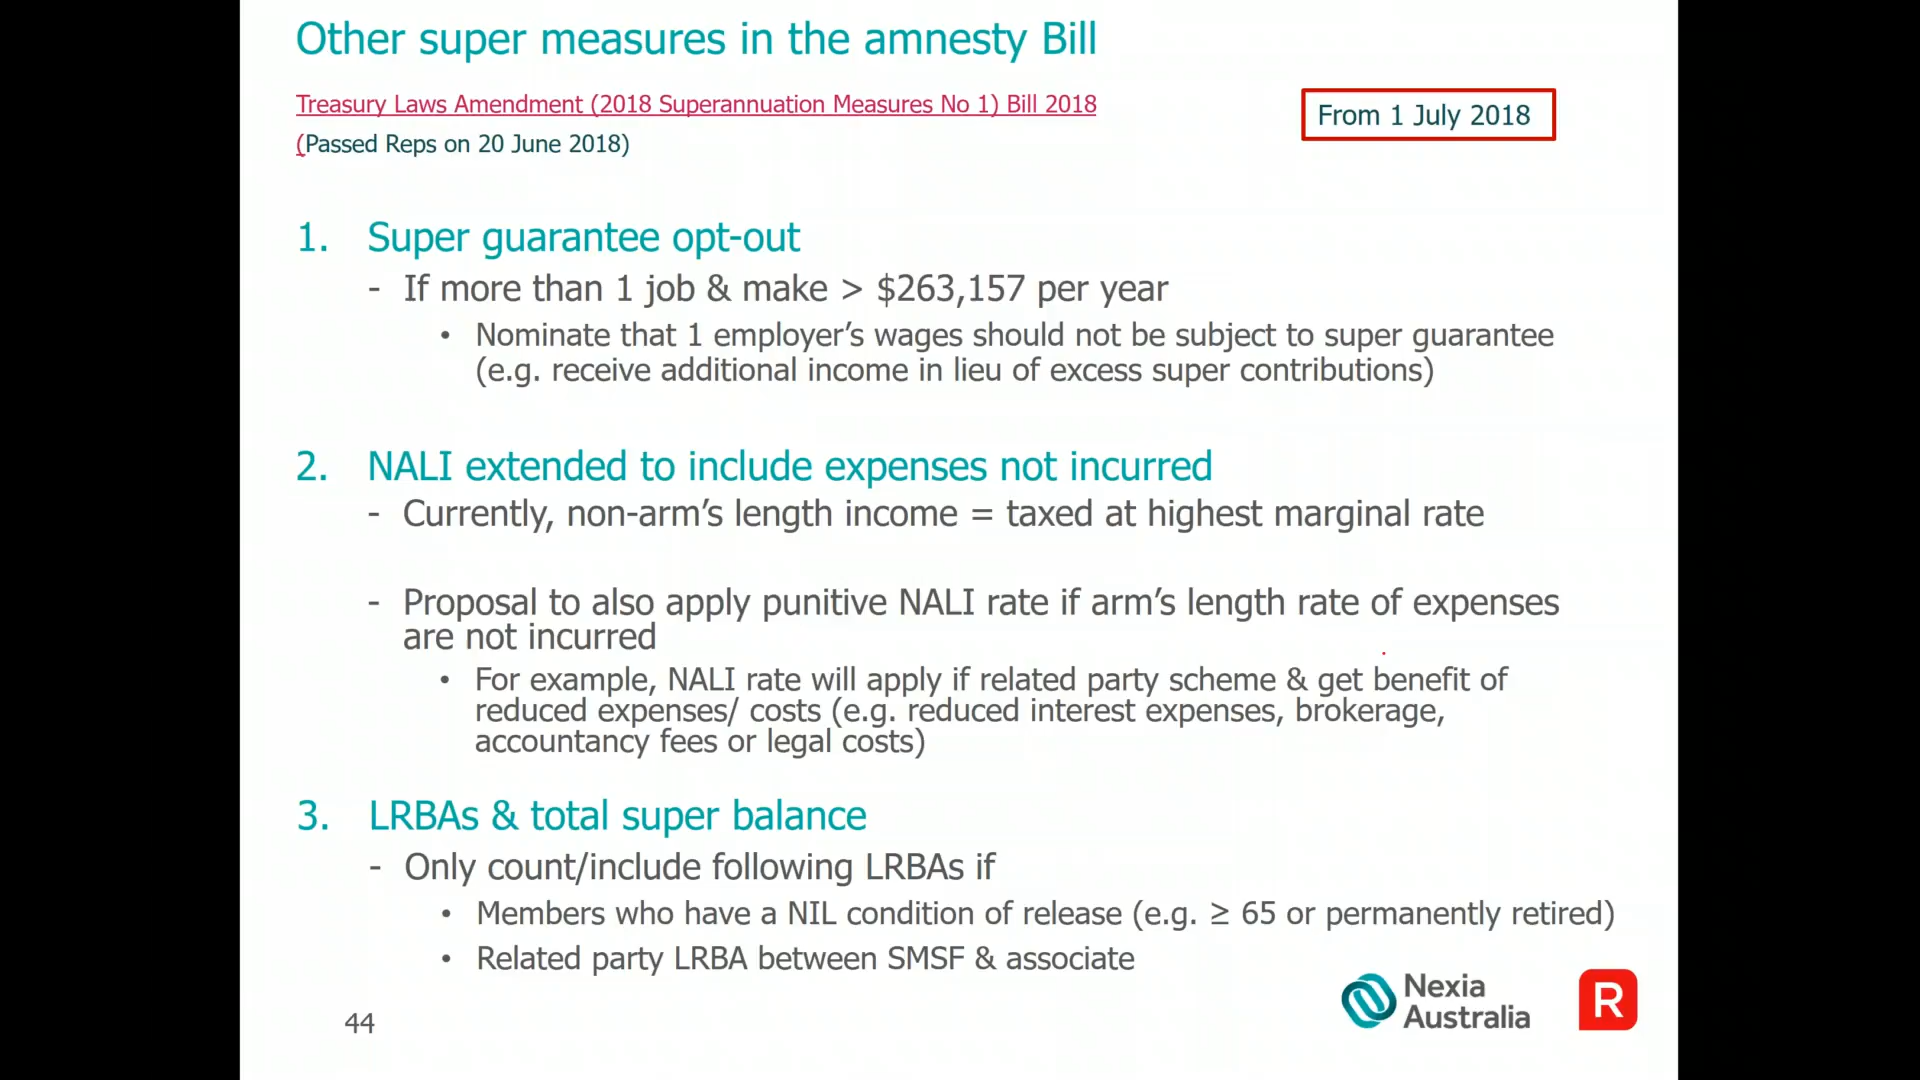 Other super measures in the amnesty Bill
Treasury Laws Amendment (2018 Superannuation Measures No 1) Bill 2018
(Passed Reps on 20 June 2018)
From 1 July 2018
1. Super guarantee opt-out
- If more than 1 job & make > $263,157 per year
• Nominate that 1 employer’s wages should not be subject to super guarantee
(e.g. receive additional income in lieu of excess super contributions)
2. NALI extended to include expenses not incurred
- Currently, non-arm’s length income = taxed at highest marginal rate
- Proposal to also apply punitive NALI rate if arm’s length rate of expenses
are not incurred
• For example, NALI rate will apply if related party scheme & get benefit of
reduced expenses/ costs (e.g. reduced interest expenses, brokerage,
accountancy fees or legal costs)
3. LRBAs & total super balance
- Only count/include following LRBAs if
• Members who have a NIL condition of release (e.g. ≥ 65 or permanently retired)
• Related party LRBA between SMSF & associate
44
Nexia
Australia
R